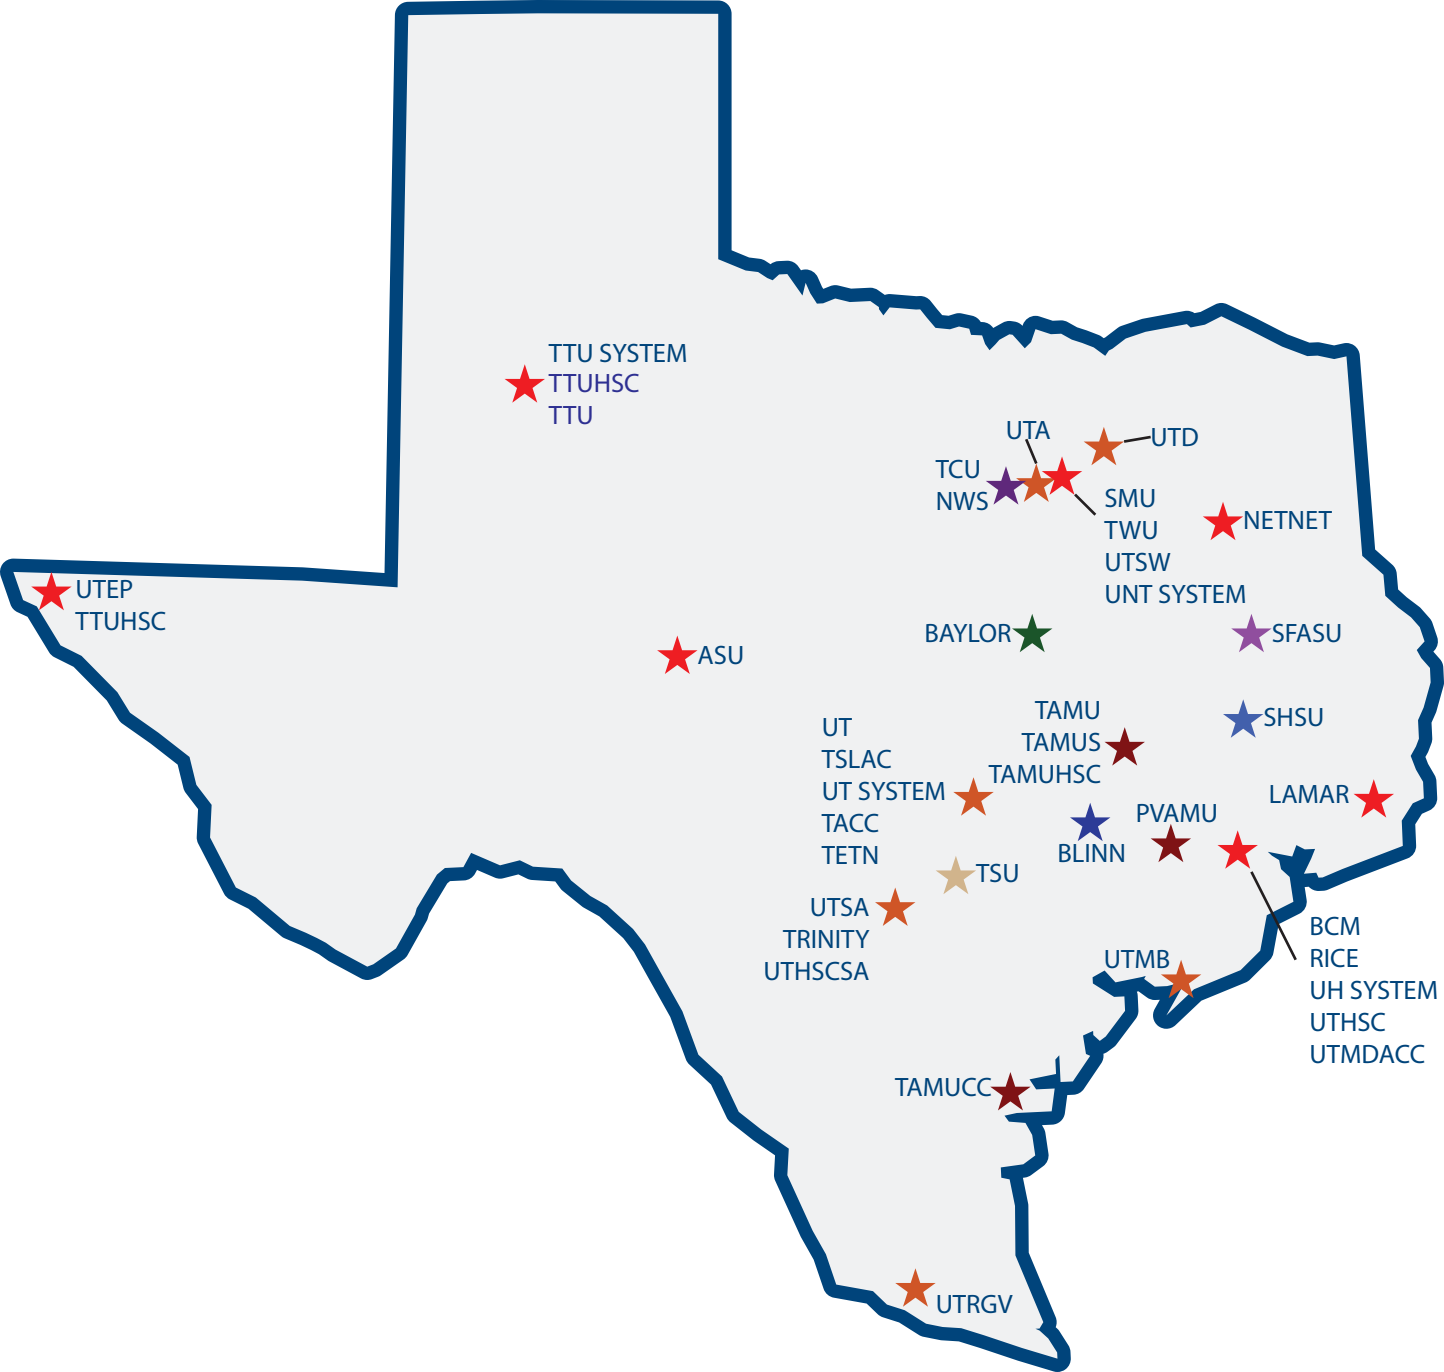 TTU SYSTEM
TTUHSC
TTU
UTA
UTD
TCU
NWS
SMU
TWU
UTSW
UNT SYSTEM
NETNET
UTEP
TTUHSC
BAYLOR
SFASU
ASU
SHSU
TAMU
TAMUS
TAMUHSC
UT
TSLAC
UT SYSTEM
TACC
TETN
LAMAR
PVAMU
BLINN
TSU
UTSA
TRINITY
UTHSCSA
BCM
RICE
UH SYSTEM
UTHSC
UTMDACC
UTMB
TAMUCC
UTRGV